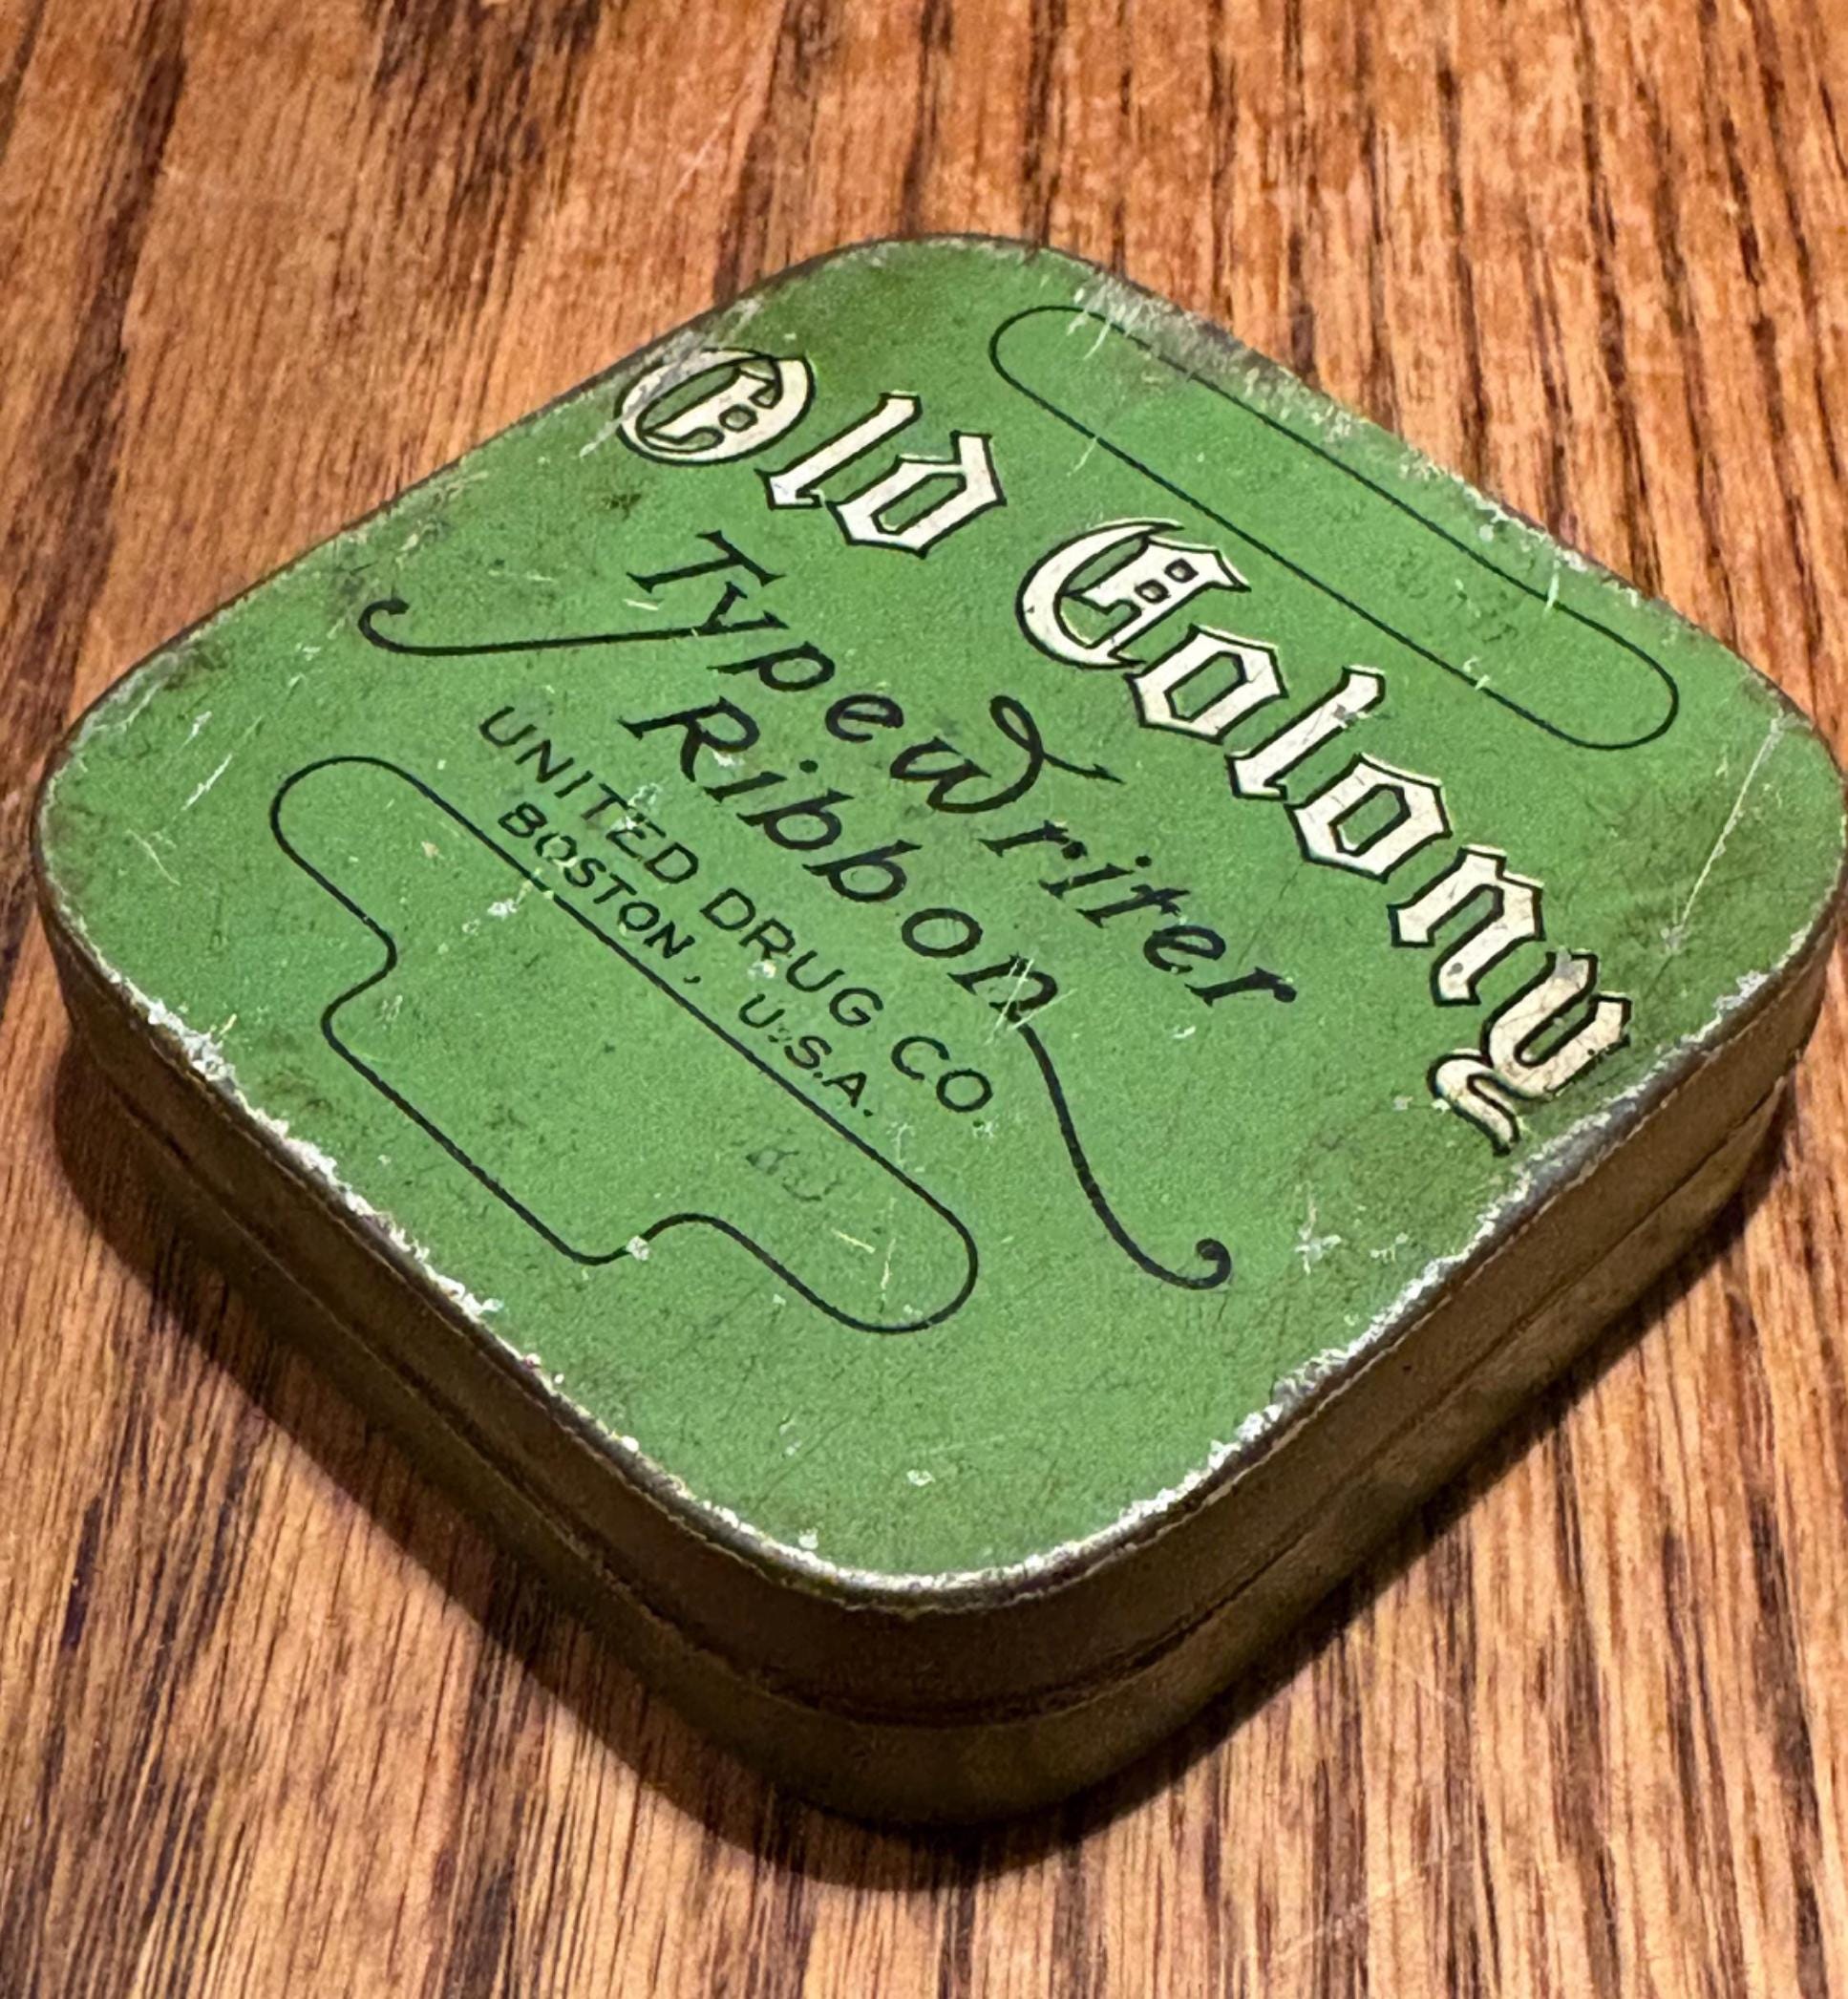 Old Colony
Typewriter
Ribbon
UNITED DRUG CO.
BOSTON, U.S.A.